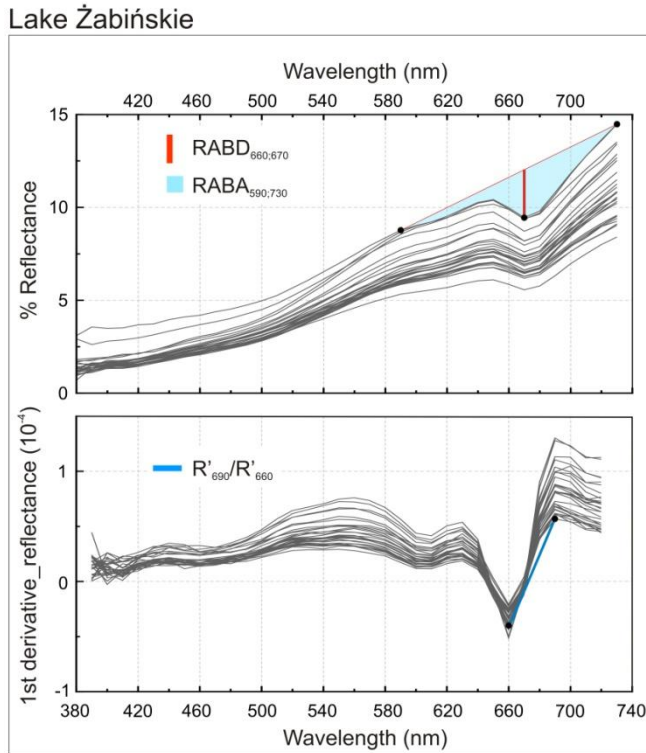 Lake Żabińskie
Wavelength (nm)
420 460 500 540 580 620 660 700
15
10
5
0
% Reflectance
RABD660;670
RABA590;730
1
0
-1
1st derivative_reflectance (10-4)
R’690/R’660
380 420 460 500 540 580 620 660 700 740
Wavelength (nm)